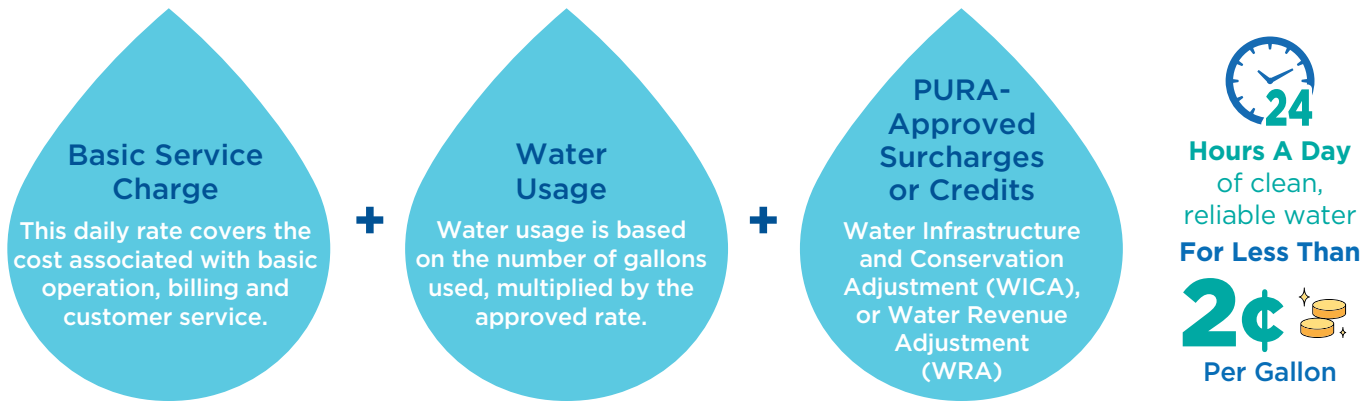 Basic Service
Charge
This daily rate covers the
cost associated with basic
operation, billing and
customer service.
+
Water
Usage
Water usage is based
on the number of gallons
used, multiplied by the
approved rate.
+
PURA-
Approved
Surcharges
or Credits
Water Infrastructure
and Conservation
Adjustment (WICA),
or Water Revenue
Adjustment
(WRA)
24
Hours A Day
of clean,
reliable water
For Less Than
2¢
Per Gallon